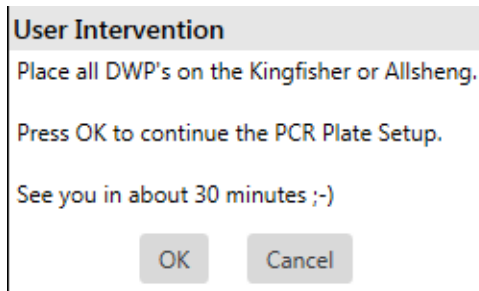 User Intervention
Place all DWP's on the Kingfisher or Allsheng.
Press OK to continue the PCR Plate Setup.
See you in about 30 minutes ;-)
OK Cancel